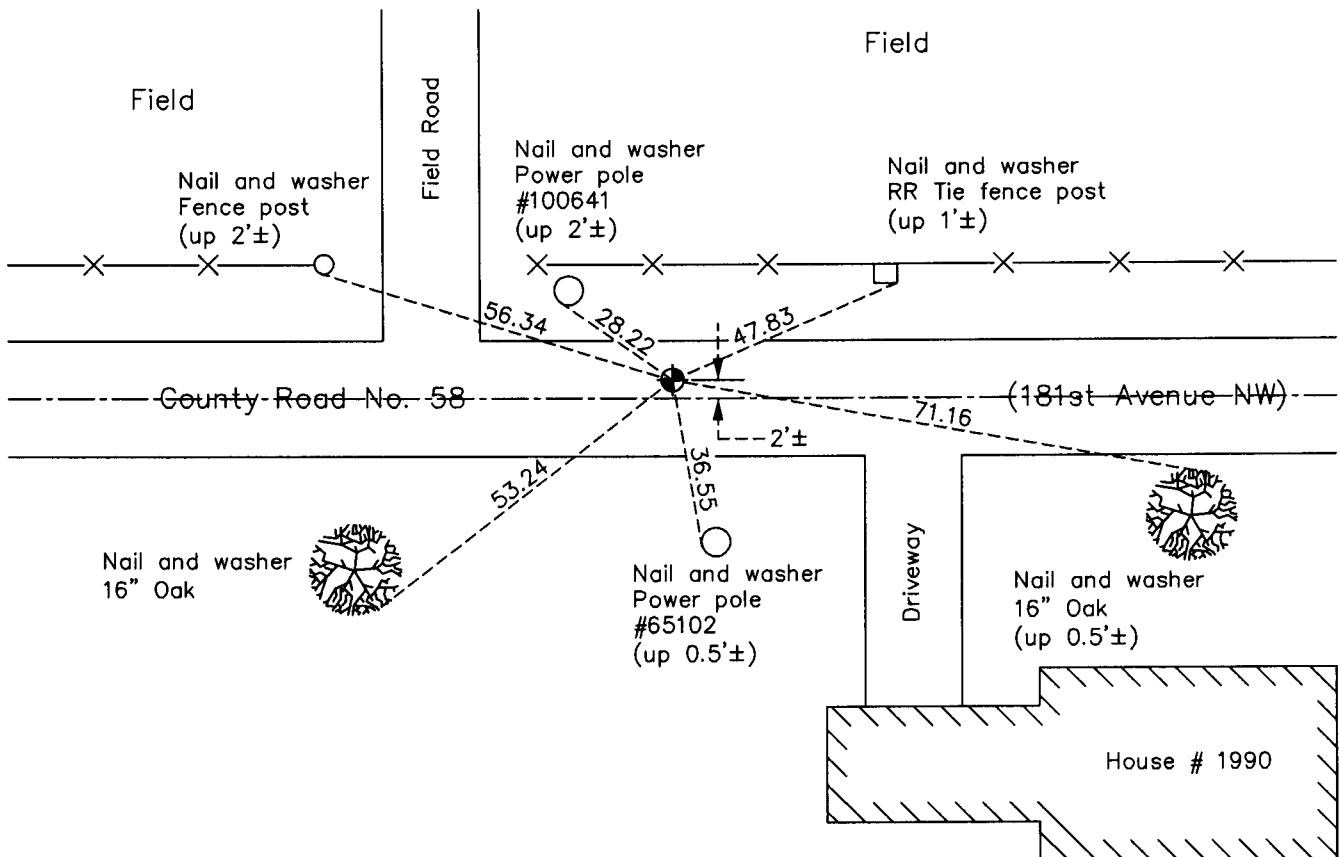 Field
Field
Field Road
Nail and washer
Fence post
(up 2'±)
Nail and washer
Power pole
#100641
(up 2'±)
Nail and washer
RR Tie fence post
(up 1'±)
56.34
28.22
47.83
County Road No. 58
(181st Avenue NW)
2'±
71.16
53.24
36.55
Nail and washer
16" Oak
Nail and washer
Power pole
#65102
(up 0.5'±)
Driveway
Nail and washer
16" Oak
(up 0.5'±)
House # 1990